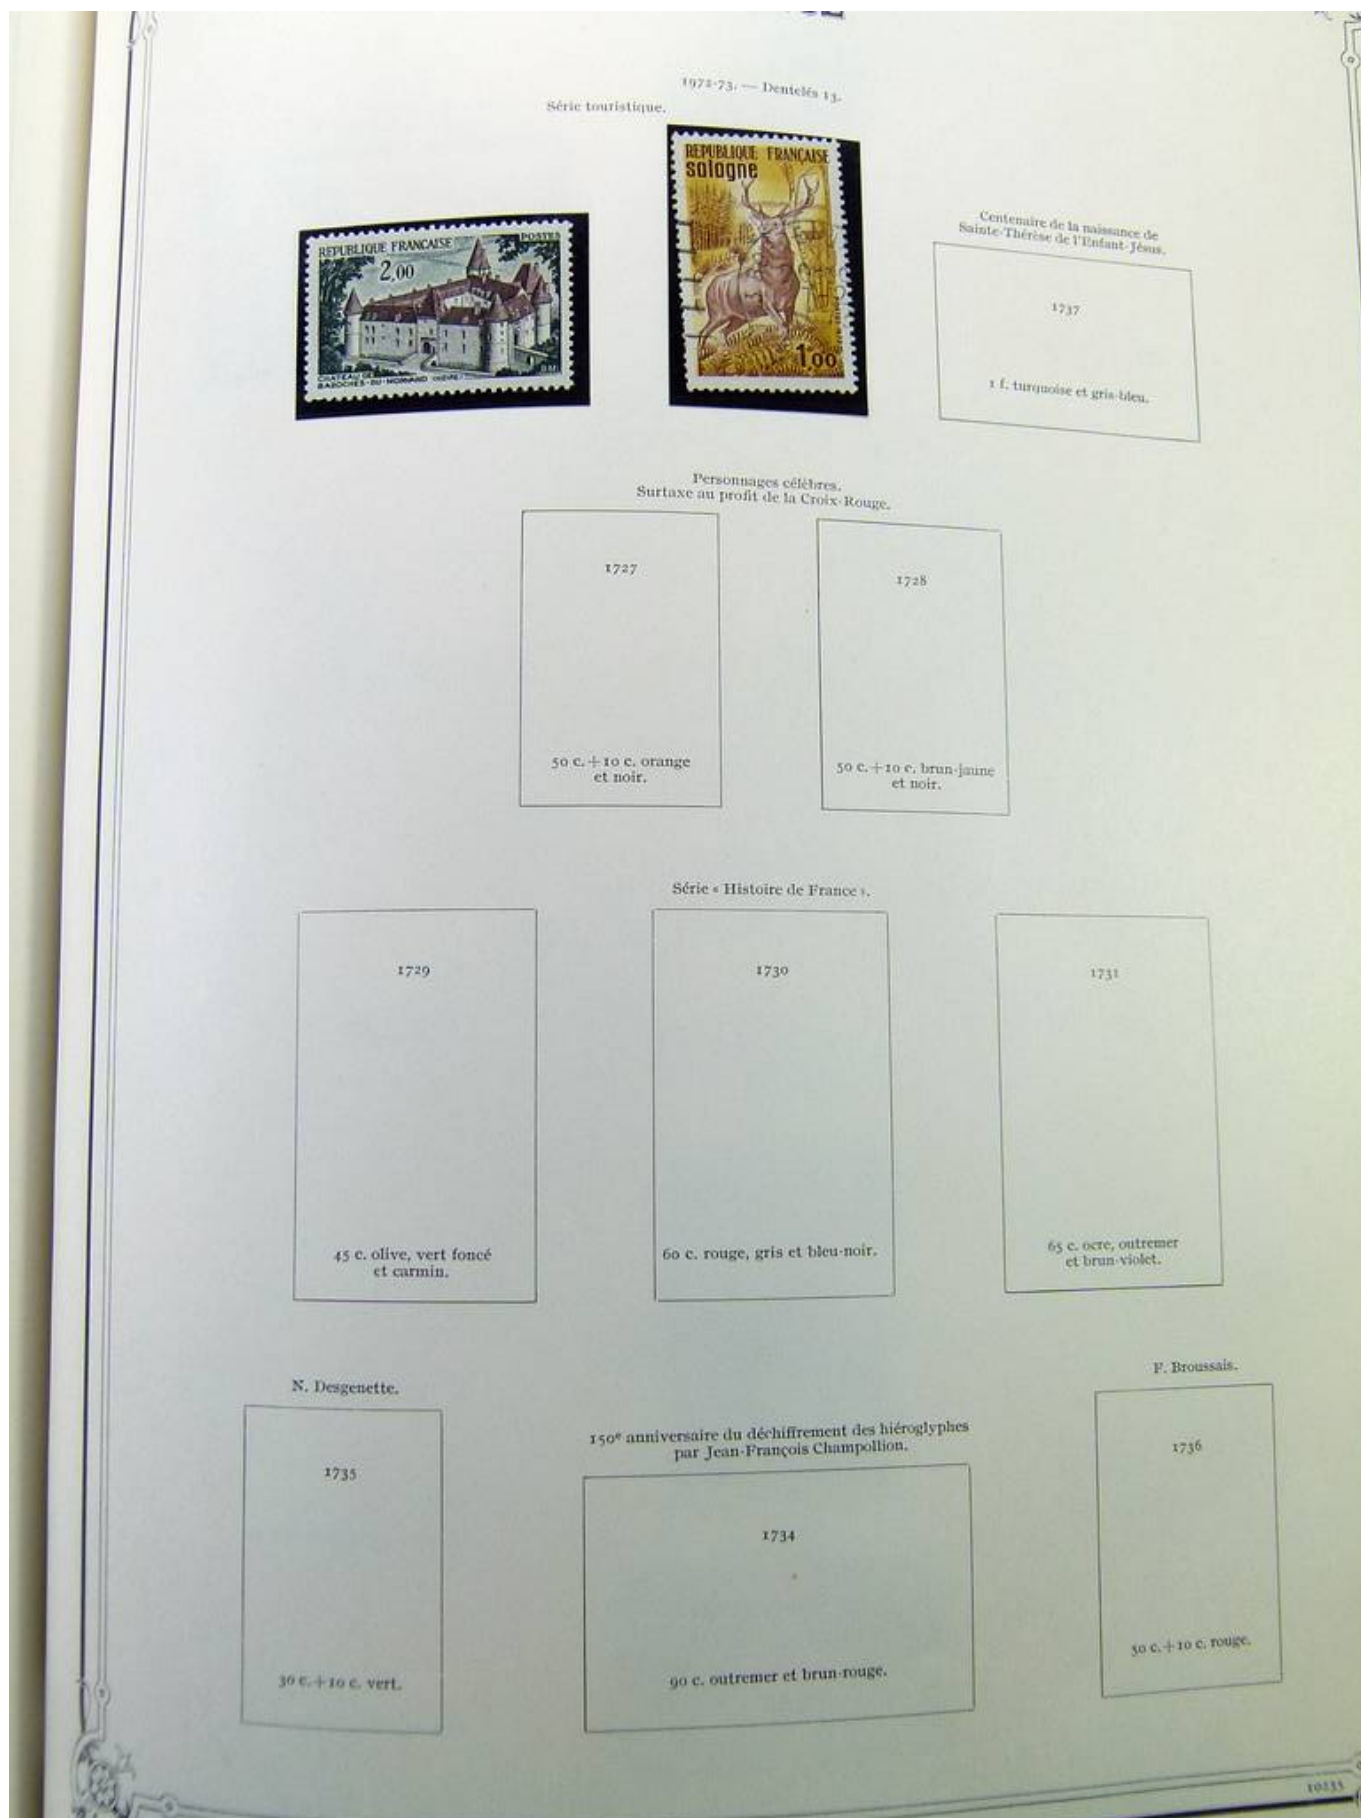 1972-73. — Dentelés 13.
Série touristique.
REPUBLIQUE FRANÇAISE
sologne
1,00
REPUBLIQUE FRANÇAISE
POSTES
2,00
CHATEAU DE
BAZOCHES-DU-MORVAND (NIEVRE)
Centenaire de la naissance de
Sainte-Thérèse de l'Enfant-Jésus.
1737
1 f. turquoise et gris-bleu.
Personnages célèbres.
Surtaxe au profit de la Croix-Rouge.
1727
50 c. + 10 c. orange
et noir.
1728
50 c. + 10 c. brun-jaune
et noir.
Série « Histoire de France ».
1729
45 c. olive, vert foncé
et carmin.
1730
60 c. rouge, gris et bleu-noir.
1731
65 c. ocre, outremer
et brun-violet.
N. Desgenette.
1735
30 c. + 10 c. vert.
150e anniversaire du déchiffrement des hiéroglyphes
par Jean-François Champollion.
1734
90 c. outremer et brun-rouge.
F. Broussais.
1736
50 c. + 10 c. rouge.